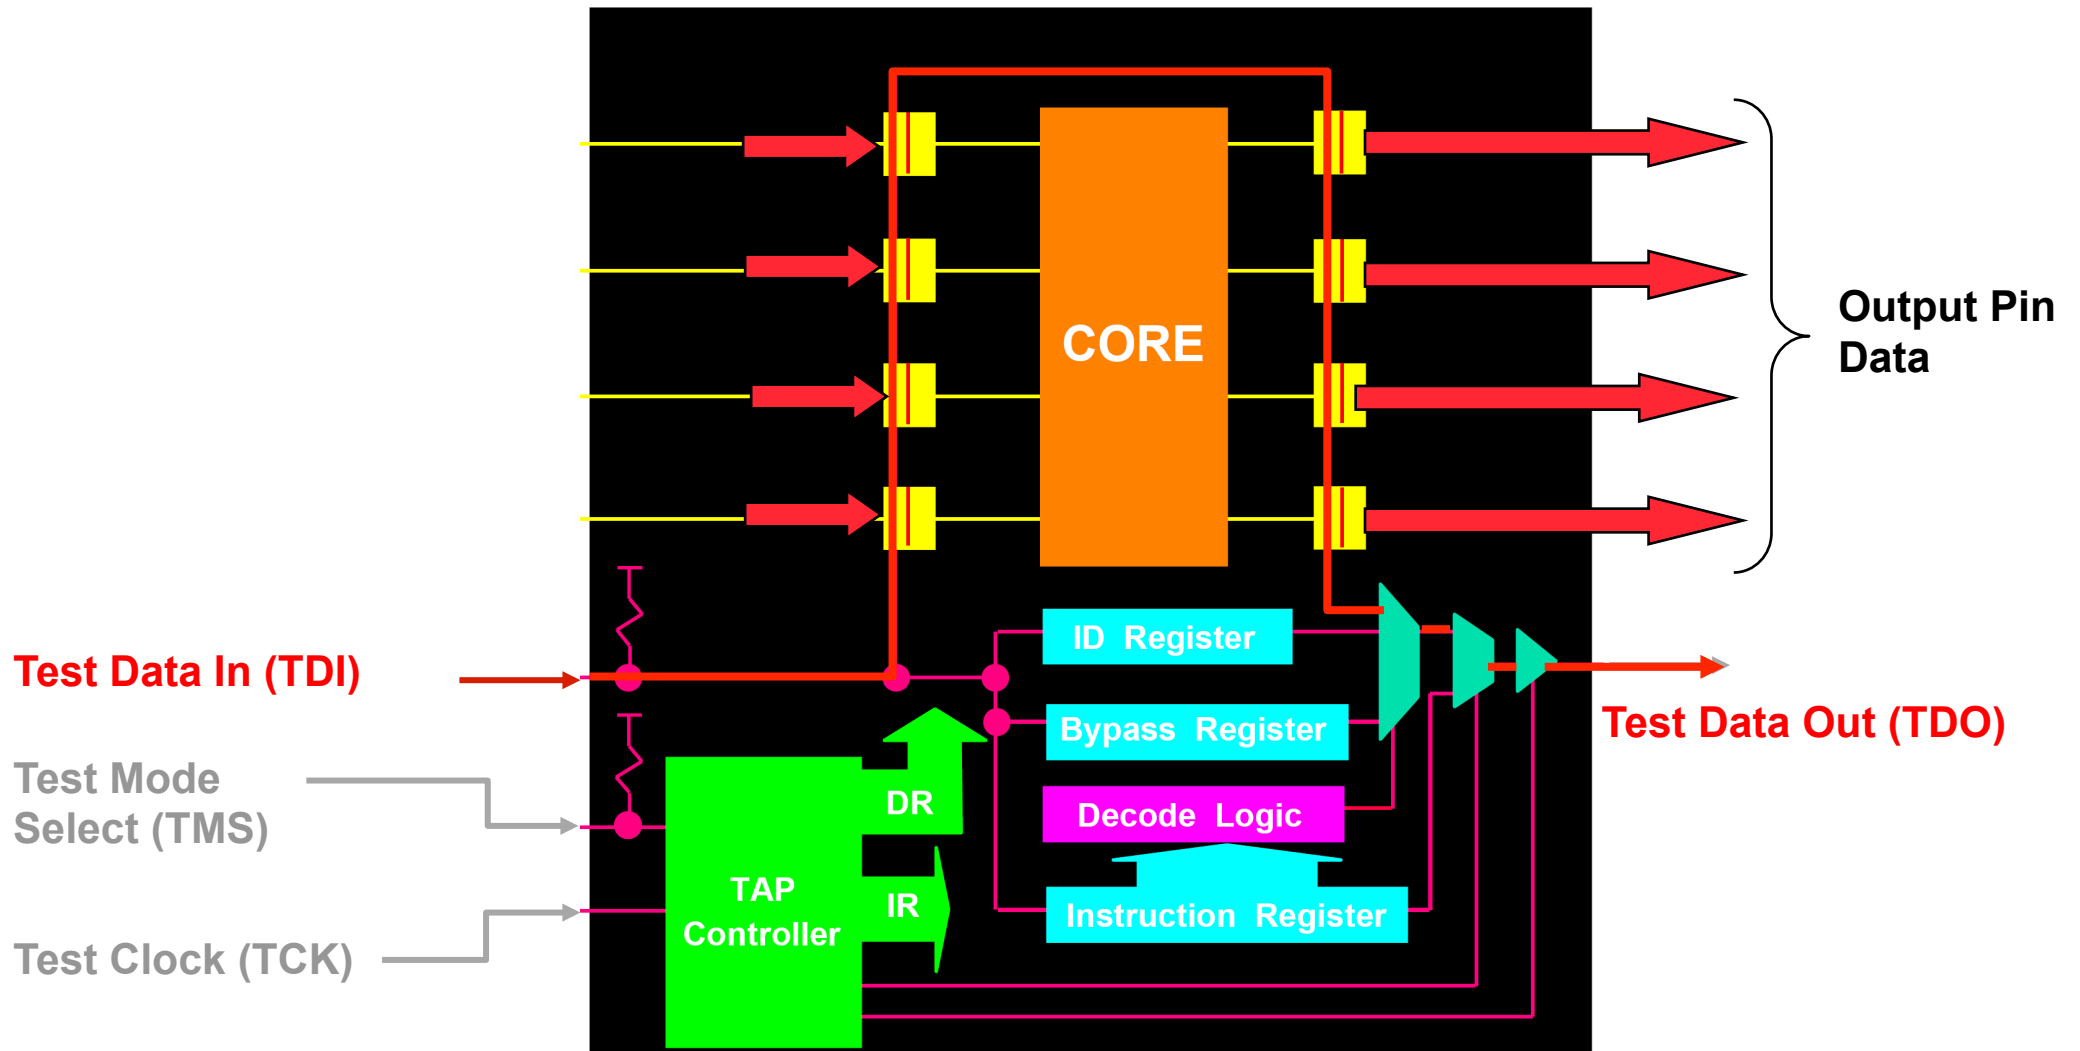 CORE
Output Pin
Data
ID Register
Test Data In (TDI)
Bypass Register
Test Data Out (TDO)
Test Mode
Select (TMS)
DR
Decode Logic
TAP
Controller
IR
Instruction Register
Test Clock (TCK)